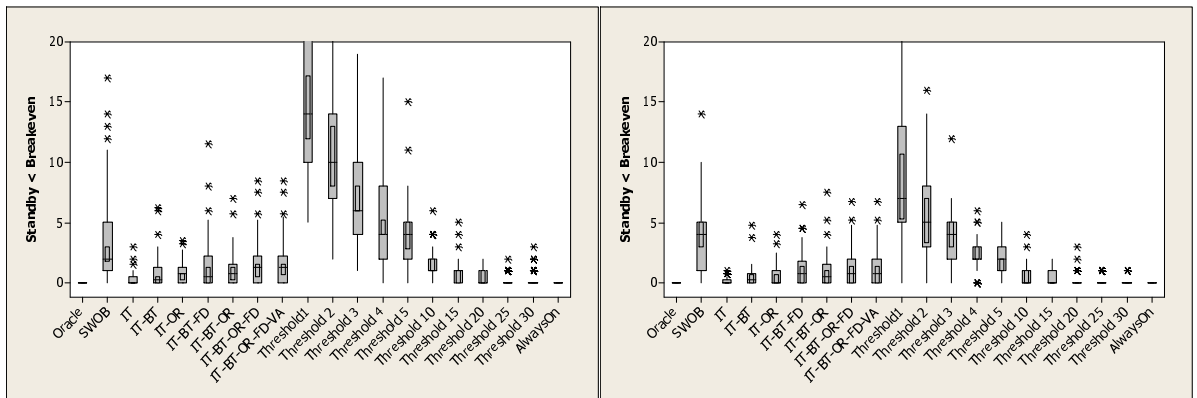 Standby < Breakeven
20
15
10
5
0
Oracle
SWOB
IT
IT-BT
IT-OR
IT-BT-FD
IT-BT-OR
IT-BT-OR-FD
IT-BT-OR-FD-VA
Threshold1
Threshold 2
Threshold 3
Threshold 4
Threshold 5
Threshold 10
Threshold 15
Threshold 20
Threshold 25
Threshold 30
AlwaysOn
Standby < Breakeven
20
15
10
5
0
Oracle
SWOB
IT
IT-BT
IT-OR
IT-BT-FD
IT-BT-OR
IT-BT-OR-FD
IT-BT-OR-FD-VA
Threshold1
Threshold 2
Threshold 3
Threshold 4
Threshold 5
Threshold 10
Threshold 15
Threshold 20
Threshold 25
Threshold 30
AlwaysOn